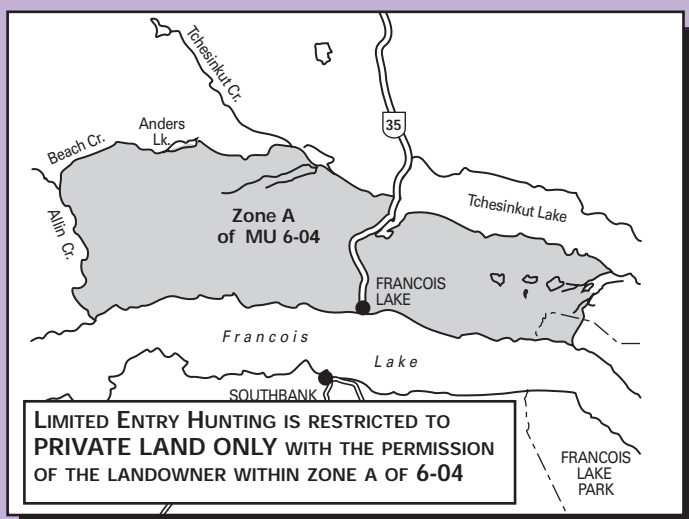 Tchesinkut Cr.
35
Anders
Lk.
Beach Cr.
Allin Cr.
Zone A
of MU 6-04
Tchesinkut Lake
FRANCOIS
LAKE
Francois
Lake
SOUTHBANK
LIMITED ENTRY HUNTING IS RESTRICTED TO
PRIVATE LAND ONLY WITH THE PERMISSION
OF THE LANDOWNER WITHIN ZONE A OF 6-04
FRANCOIS
LAKE
PARK